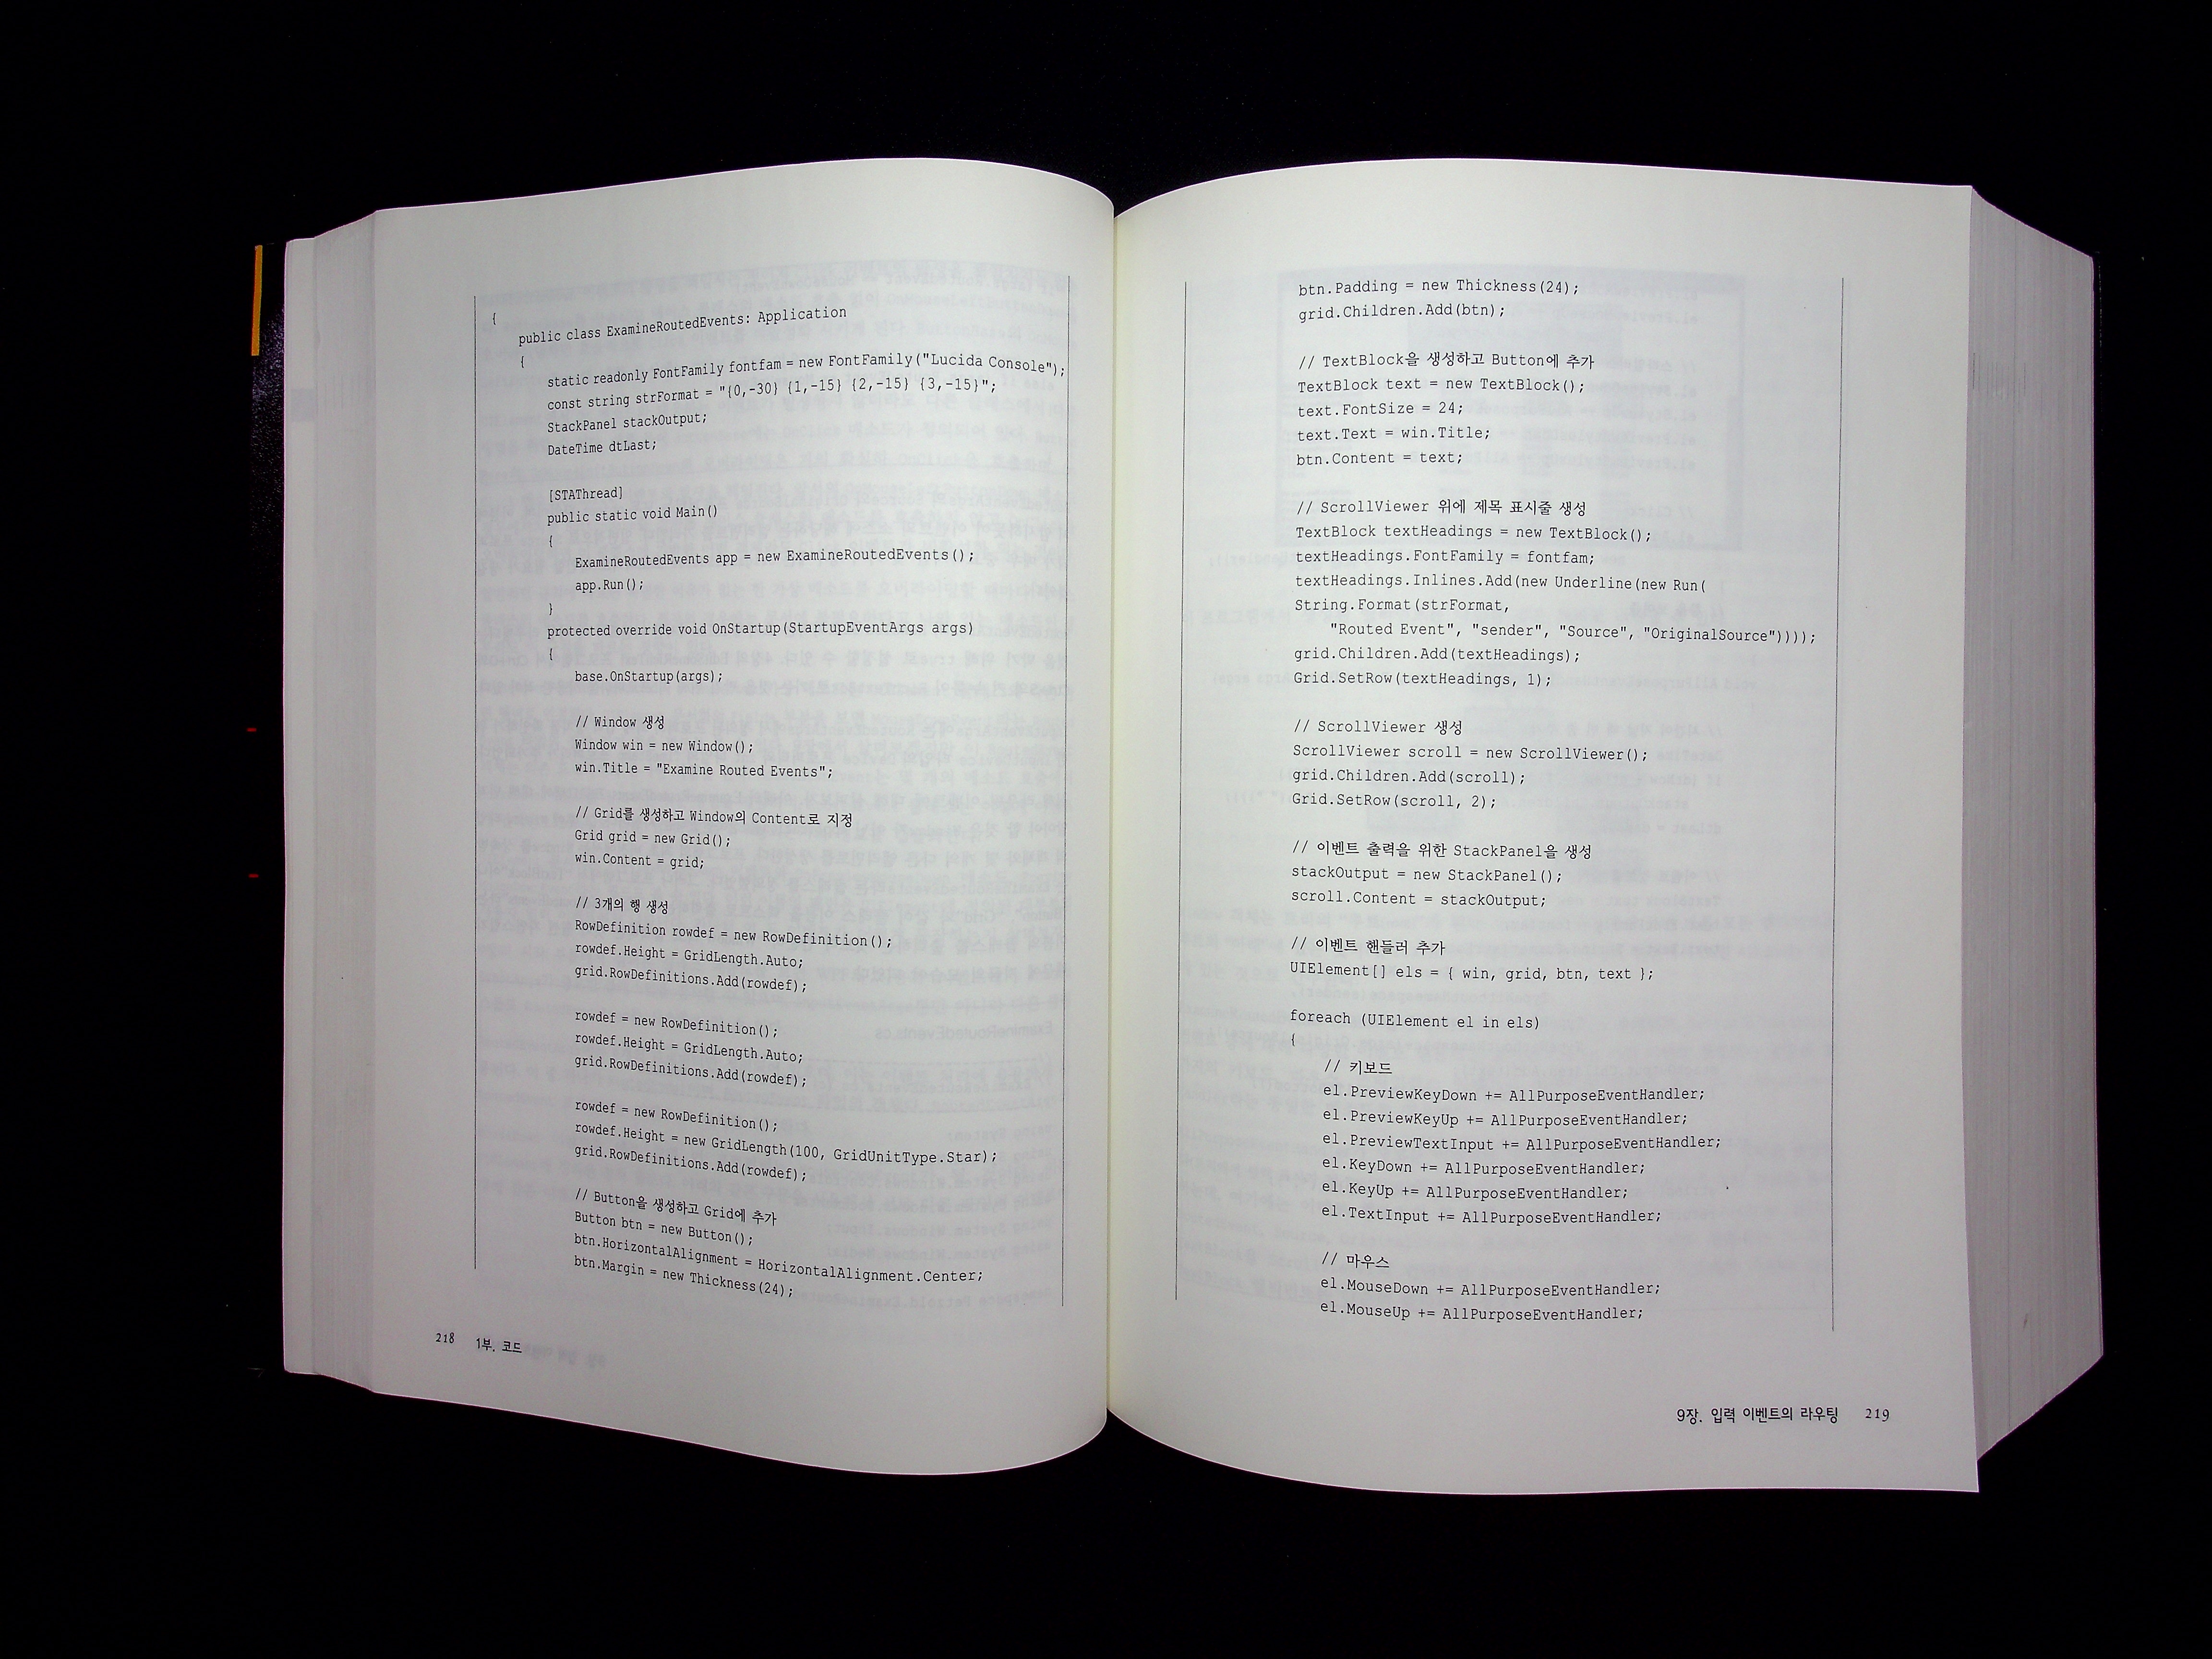 {
public class ExamineRoutedEvents: Application
{
static readonly FontFamily fontfam = new FontFamily("Lucida Console");
const string strFormat = "{0,-30} {1,-15} {2,-15} {3,-15}";
StackPanel stackOutput;
DateTime dtLast;
[STAThread]
public static void Main()
{
ExamineRoutedEvents app = new ExamineRoutedEvents();
app.Run();
}
protected override void OnStartup(StartupEventArgs args)
{
base.OnStartup(args);
// Window 생성
Window win = new Window();
win.Title = "Examine Routed Events";
// Grid를 생성하고 Window의 Content로 지정
Grid grid = new Grid();
win.Content = grid;
// 3개의 행 생성
RowDefinition rowdef = new RowDefinition();
rowdef.Height = GridLength.Auto;
grid.RowDefinitions.Add(rowdef);
rowdef = new RowDefinition();
rowdef.Height = GridLength.Auto;
grid.RowDefinitions.Add(rowdef);
rowdef = new RowDefinition();
rowdef.Height = new GridLength(100, GridUnitType.Star);
grid.RowDefinitions.Add(rowdef);
// Button을 생성하고 Grid에 추가
Button btn = new Button();
btn.HorizontalAlignment = HorizontalAlignment.Center;
btn.Margin = new Thickness(24);
218 1부. 코드
btn.Padding = new Thickness(24);
grid.Children.Add(btn);
// TextBlock을 생성하고 Button에 추가
TextBlock text = new TextBlock();
text.FontSize = 24;
text.Text = win.Title;
btn.Content = text;
// ScrollViewer 위에 제목 표시줄 생성
TextBlock textHeadings = new TextBlock();
textHeadings.FontFamily = fontfam;
textHeadings.Inlines.Add(new Underline(new Run(
String.Format(strFormat,
"Routed Event", "sender", "Source", "OriginalSource"))));
grid.Children.Add(textHeadings);
Grid.SetRow(textHeadings, 1);
// ScrollViewer 생성
ScrollViewer scroll = new ScrollViewer();
grid.Children.Add(scroll);
Grid.SetRow(scroll, 2);
// 이벤트 출력을 위한 StackPanel을 생성
stackOutput = new StackPanel();
scroll.Content = stackOutput;
// 이벤트 핸들러 추가
UIElement[] els = { win, grid, btn, text };
foreach (UIElement el in els)
{
// 키보드
el.PreviewKeyDown += AllPurposeEventHandler;
el.PreviewKeyUp += AllPurposeEventHandler;
el.PreviewTextInput += AllPurposeEventHandler;
el.KeyDown += AllPurposeEventHandler;
el.KeyUp += AllPurposeEventHandler;
el.TextInput += AllPurposeEventHandler;
// 마우스
el.MouseDown += AllPurposeEventHandler;
el.MouseUp += AllPurposeEventHandler;
9장. 입력 이벤트의 라우팅 219